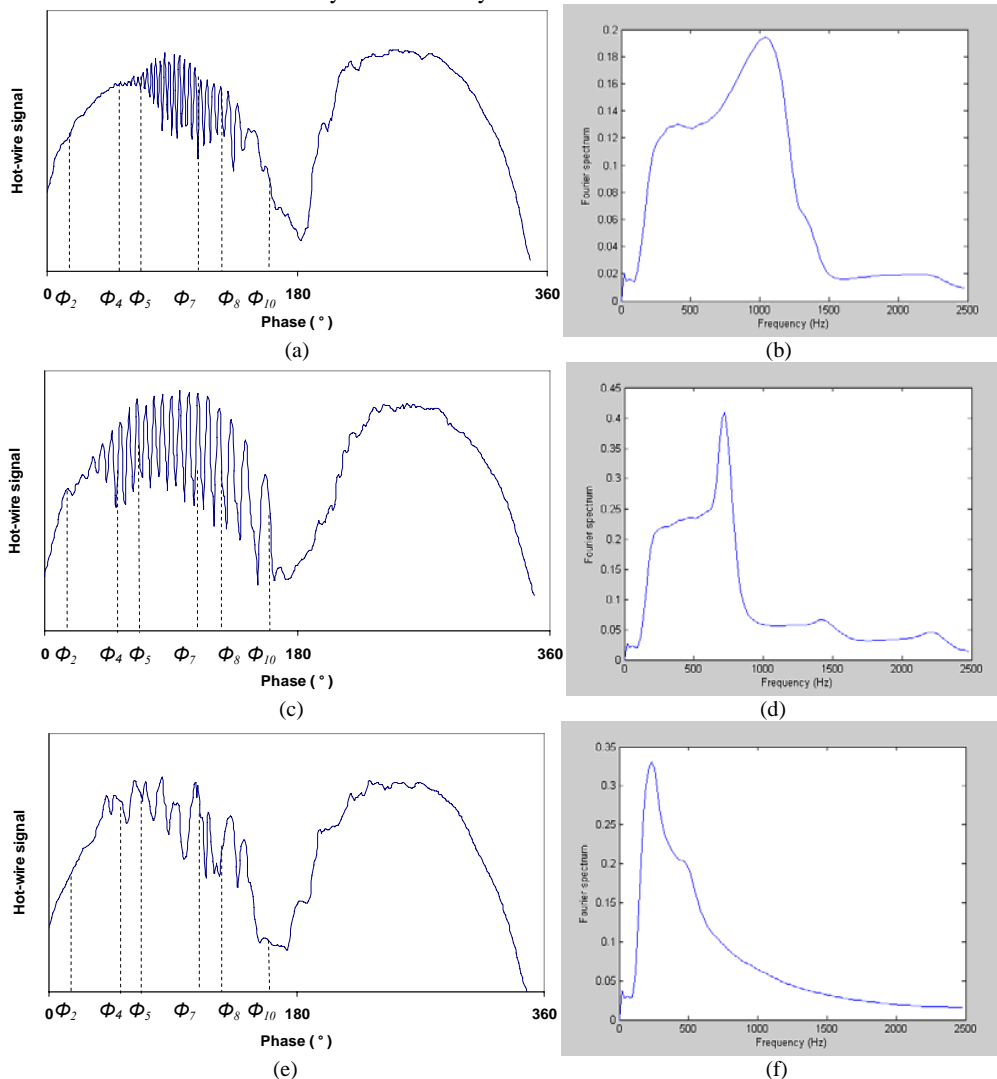 Hot-wire signal
0 Φ2 Φ4 Φ5 Φ7 Φ8 Φ10 180 360
Phase ( ° )
(a)
Fourier spectrum
0.2
0.18
0.16
0.14
0.12
0.1
0.08
0.06
0.04
0.02
0
0 500 1000 1500 2000 2500
Frequency (Hz)
(b)
Hot-wire signal
0 Φ2 Φ4 Φ5 Φ7 Φ8 Φ10 180 360
Phase ( ° )
(c)
Fourier spectrum
0.45
0.4
0.35
0.3
0.25
0.2
0.15
0.1
0.05
0
0 500 1000 1500 2000 2500
Frequency (Hz)
(d)
Hot-wire signal
0 Φ2 Φ4 Φ5 Φ7 Φ8 Φ10 180 360
Phase ( ° )
(e)
Fourier spectrum
0.35
0.3
0.25
0.2
0.15
0.1
0.05
0
0 500 1000 1500 2000 2500
Frequency (Hz)
(f)